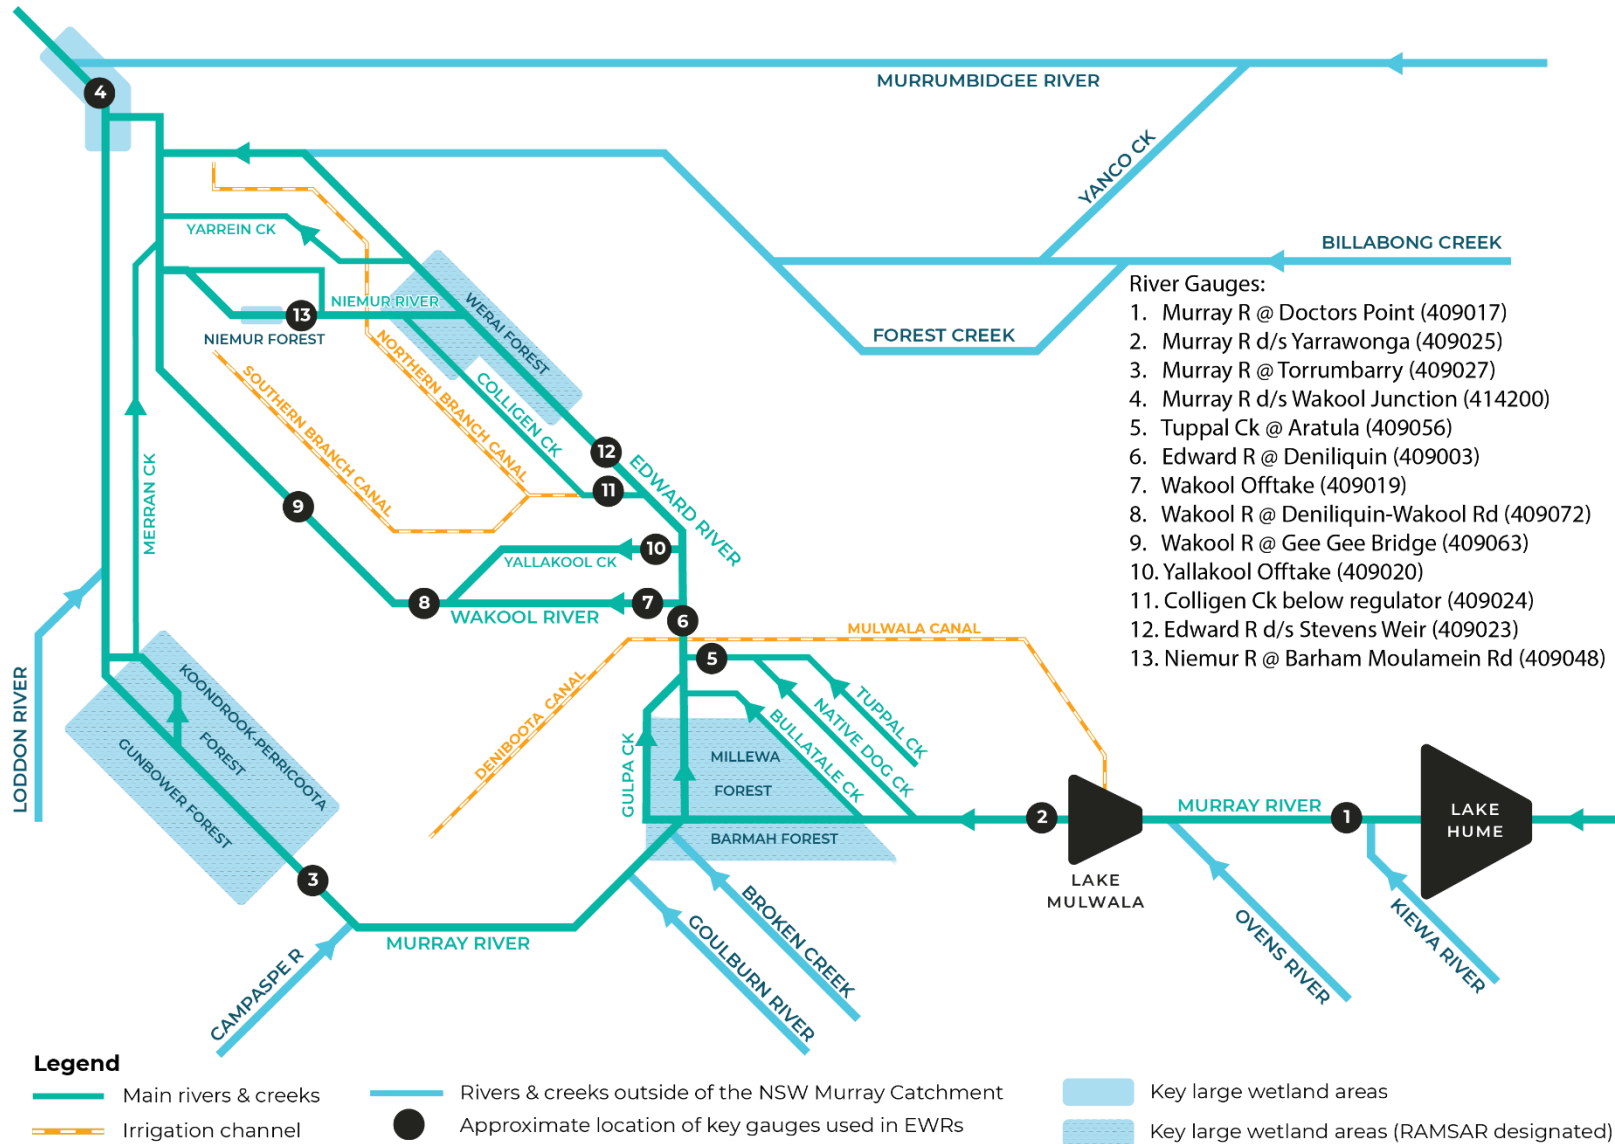 4
MURRUMBIDGEE RIVER
YANCO CK
BILLABONG CREEK
FOREST CREEK
YARREIN CK
NIEMUR RIVER
13
NIEMUR FOREST
WERAI FOREST
NORTHERN BRANCH CANAL
SOUTHERN BRANCH CANAL
COLLIGEN CK
MERRAN CK
12
11
EDWARD RIVER
9
10
YALLAKOOL CK
8
WAKOOL RIVER
7
6
5
MULWALA CANAL
DENIBOOTA CANAL
River Gauges:
1. Murray R @ Doctors Point (409017)
2. Murray R d/s Yarrawonga (409025)
3. Murray R @ Torrumbarry (409027)
4. Murray R d/s Wakool Junction (414200)
5. Tuppal Ck @ Aratula (409056)
6. Edward R @ Deniliquin (409003)
7. Wakool Offtake (409019)
8. Wakool R @ Deniliquin-Wakool Rd (409072)
9. Wakool R @ Gee Gee Bridge (409063)
10. Yallakool Offtake (409020)
11. Colligen Ck below regulator (409024)
12. Edward R d/s Stevens Weir (409023)
13. Niemur R @ Barham Moulamein Rd (409048)
LODDON RIVER
KOONDROOK-PERRICOOTA
FOREST
GUNBOWER FOREST
GULPA CK
MILLEWA
FOREST
BARMAH FOREST
BULLATALE CK
NATIVE DOG CK
TUPPAL CK
2
MURRAY RIVER
1
LAKE
HUME
LAKE
MULWALA
3
MURRAY RIVER
CAMPASPE R
GOULBURN RIVER
BROKEN CREEK
OVENS RIVER
KIEWA RIVER
Legend
Main rivers & creeks
Irrigation channel
Rivers & creeks outside of the NSW Murray Catchment
Approximate location of key gauges used in EWRs
Key large wetland areas
Key large wetland areas (RAMSAR designated)